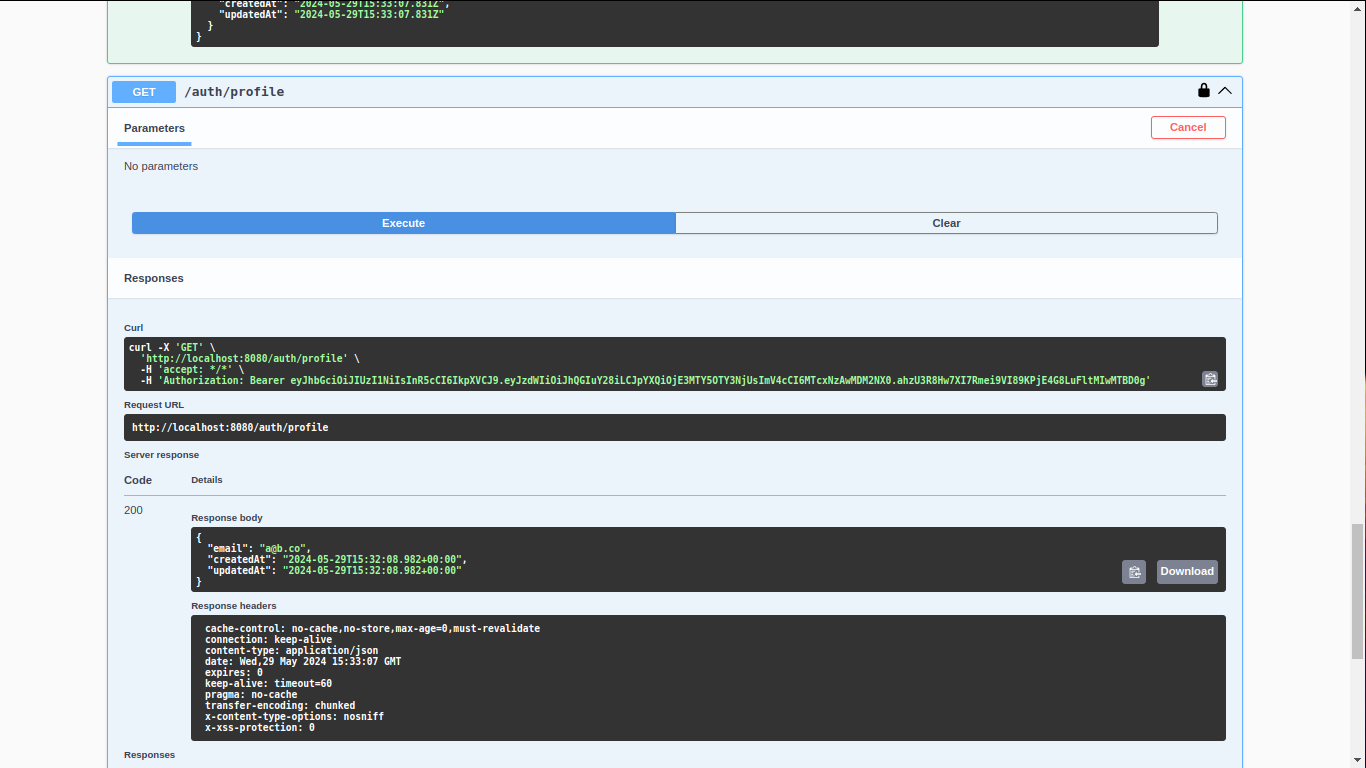 "createdAt": "2024-05-29T15:33:07.831Z",
"updatedAt": "2024-05-29T15:33:07.831Z"
}
}
GET /auth/profile
Parameters Cancel
No parameters
Execute Clear
Responses
Curl
curl -X 'GET' \
'http://localhost:8080/auth/profile' \
-H 'accept: */*' \
-H 'Authorization: Bearer eyJhbGciOiJIUzI1NiIsInR5cCI6IkpXVCJ9.eyJzdWIiOiJhQGIuY28iLCJpYXQiOjE3MTY5OTY3NjUsImV4cCI6MTcxNzAwMDM2NX0.ahzU3R8Hw7XI7Rmei9VI89KPjE4G8LuFltMIwMTBD0g'
Request URL
http://localhost:8080/auth/profile
Server response
Code Details
200
Response body
{
"email": "a@b.co",
"createdAt": "2024-05-29T15:32:08.982+00:00",
"updatedAt": "2024-05-29T15:32:08.982+00:00"
}
Download
Response headers
cache-control: no-cache,no-store,max-age=0,must-revalidate
connection: keep-alive
content-type: application/json
date: Wed,29 May 2024 15:33:07 GMT
expires: 0
keep-alive: timeout=60
pragma: no-cache
transfer-encoding: chunked
x-content-type-options: nosniff
x-xss-protection: 0
Responses